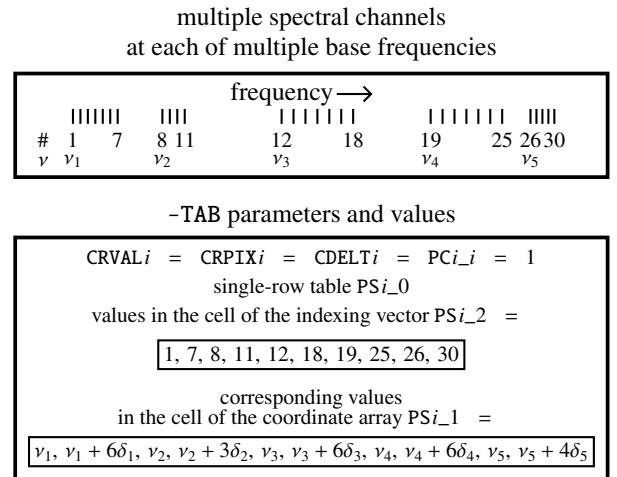 multiple spectral channels
at each of multiple base frequencies
frequency→
# 1 7 8 11 12 18 19 25 26 30
ν ν₁ ν₂ ν₃ ν₄ ν₅
-TAB parameters and values
CRVALi = CRPIXi = CDELTi = PCi_i = 1
single-row table PSi_0
values in the cell of the indexing vector PSi_2 =
1, 7, 8, 11, 12, 18, 19, 25, 26, 30
corresponding values
in the cell of the coordinate array PSi_1 =
ν₁, ν₁ + 6δ₁, ν₂, ν₂ + 3δ₂, ν₃, ν₃ + 6δ₃, ν₄, ν₄ + 6δ₄, ν₅, ν₅ + 4δ₅